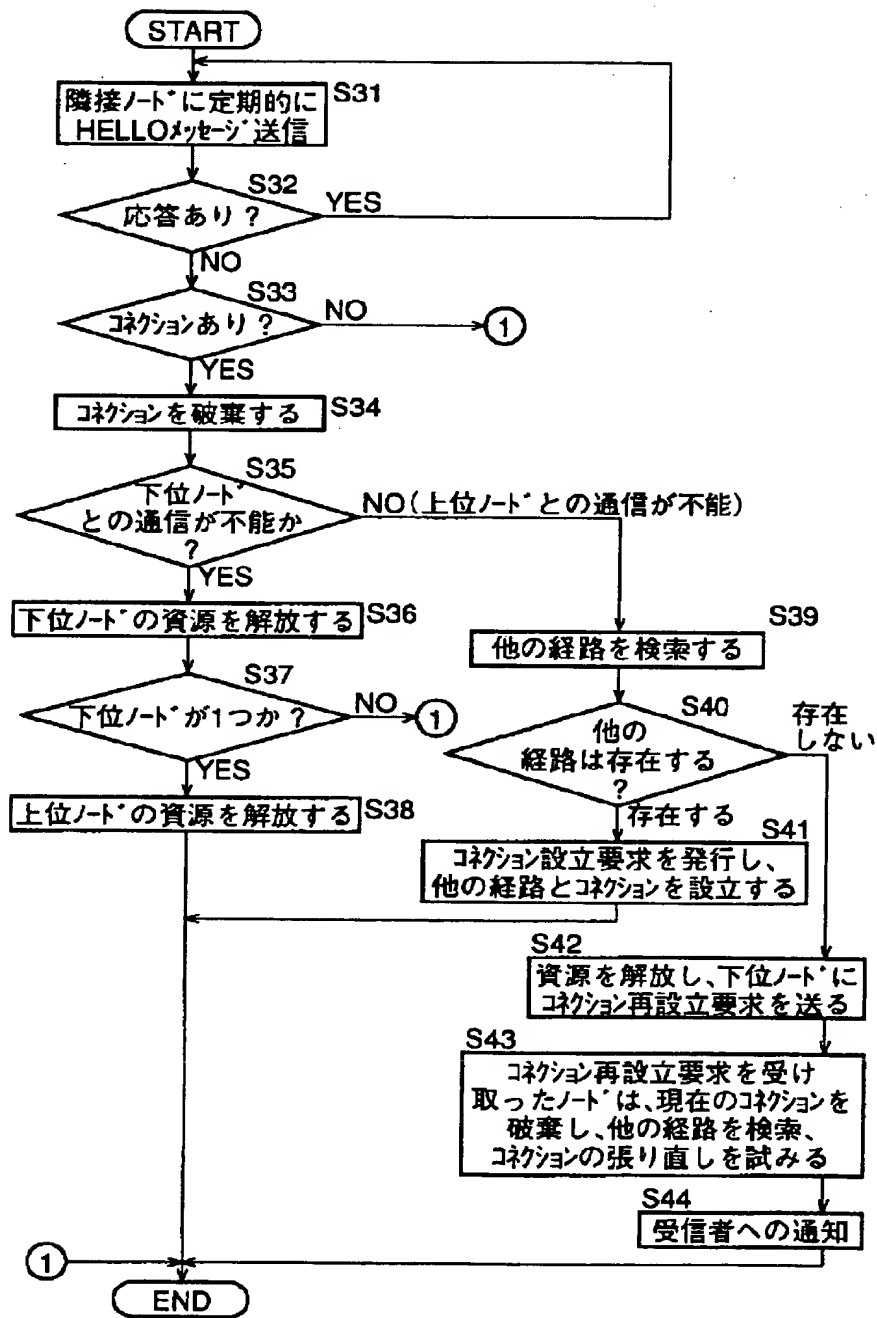 START
隣接ノードに定期的に
HELLOメッセージ送信
S31
S32
応答あり?
YES
NO
S33
コネクションあり?
NO
1
YES
コネクションを破棄する
S34
S35
下位ノード
との通信が不能か
?
NO(上位ノードとの通信が不能)
YES
下位ノードの資源を解放する
S36
S37
下位ノードが1つか?
NO
1
YES
上位ノードの資源を解放する
S38
S39
他の経路を検索する
S40
他の
経路は存在する
?
存在
しない
存在する
S41
コネクション設立要求を発行し、
他の経路とコネクションを設立する
S42
資源を解放し、下位ノードに
コネクション再設立要求を送る
S43
コネクション再設立要求を受け
取ったノードは、現在のコネクションを
破棄し、他の経路を検索、
コネクションの張り直しを試みる
S44
受信者への通知
1
END